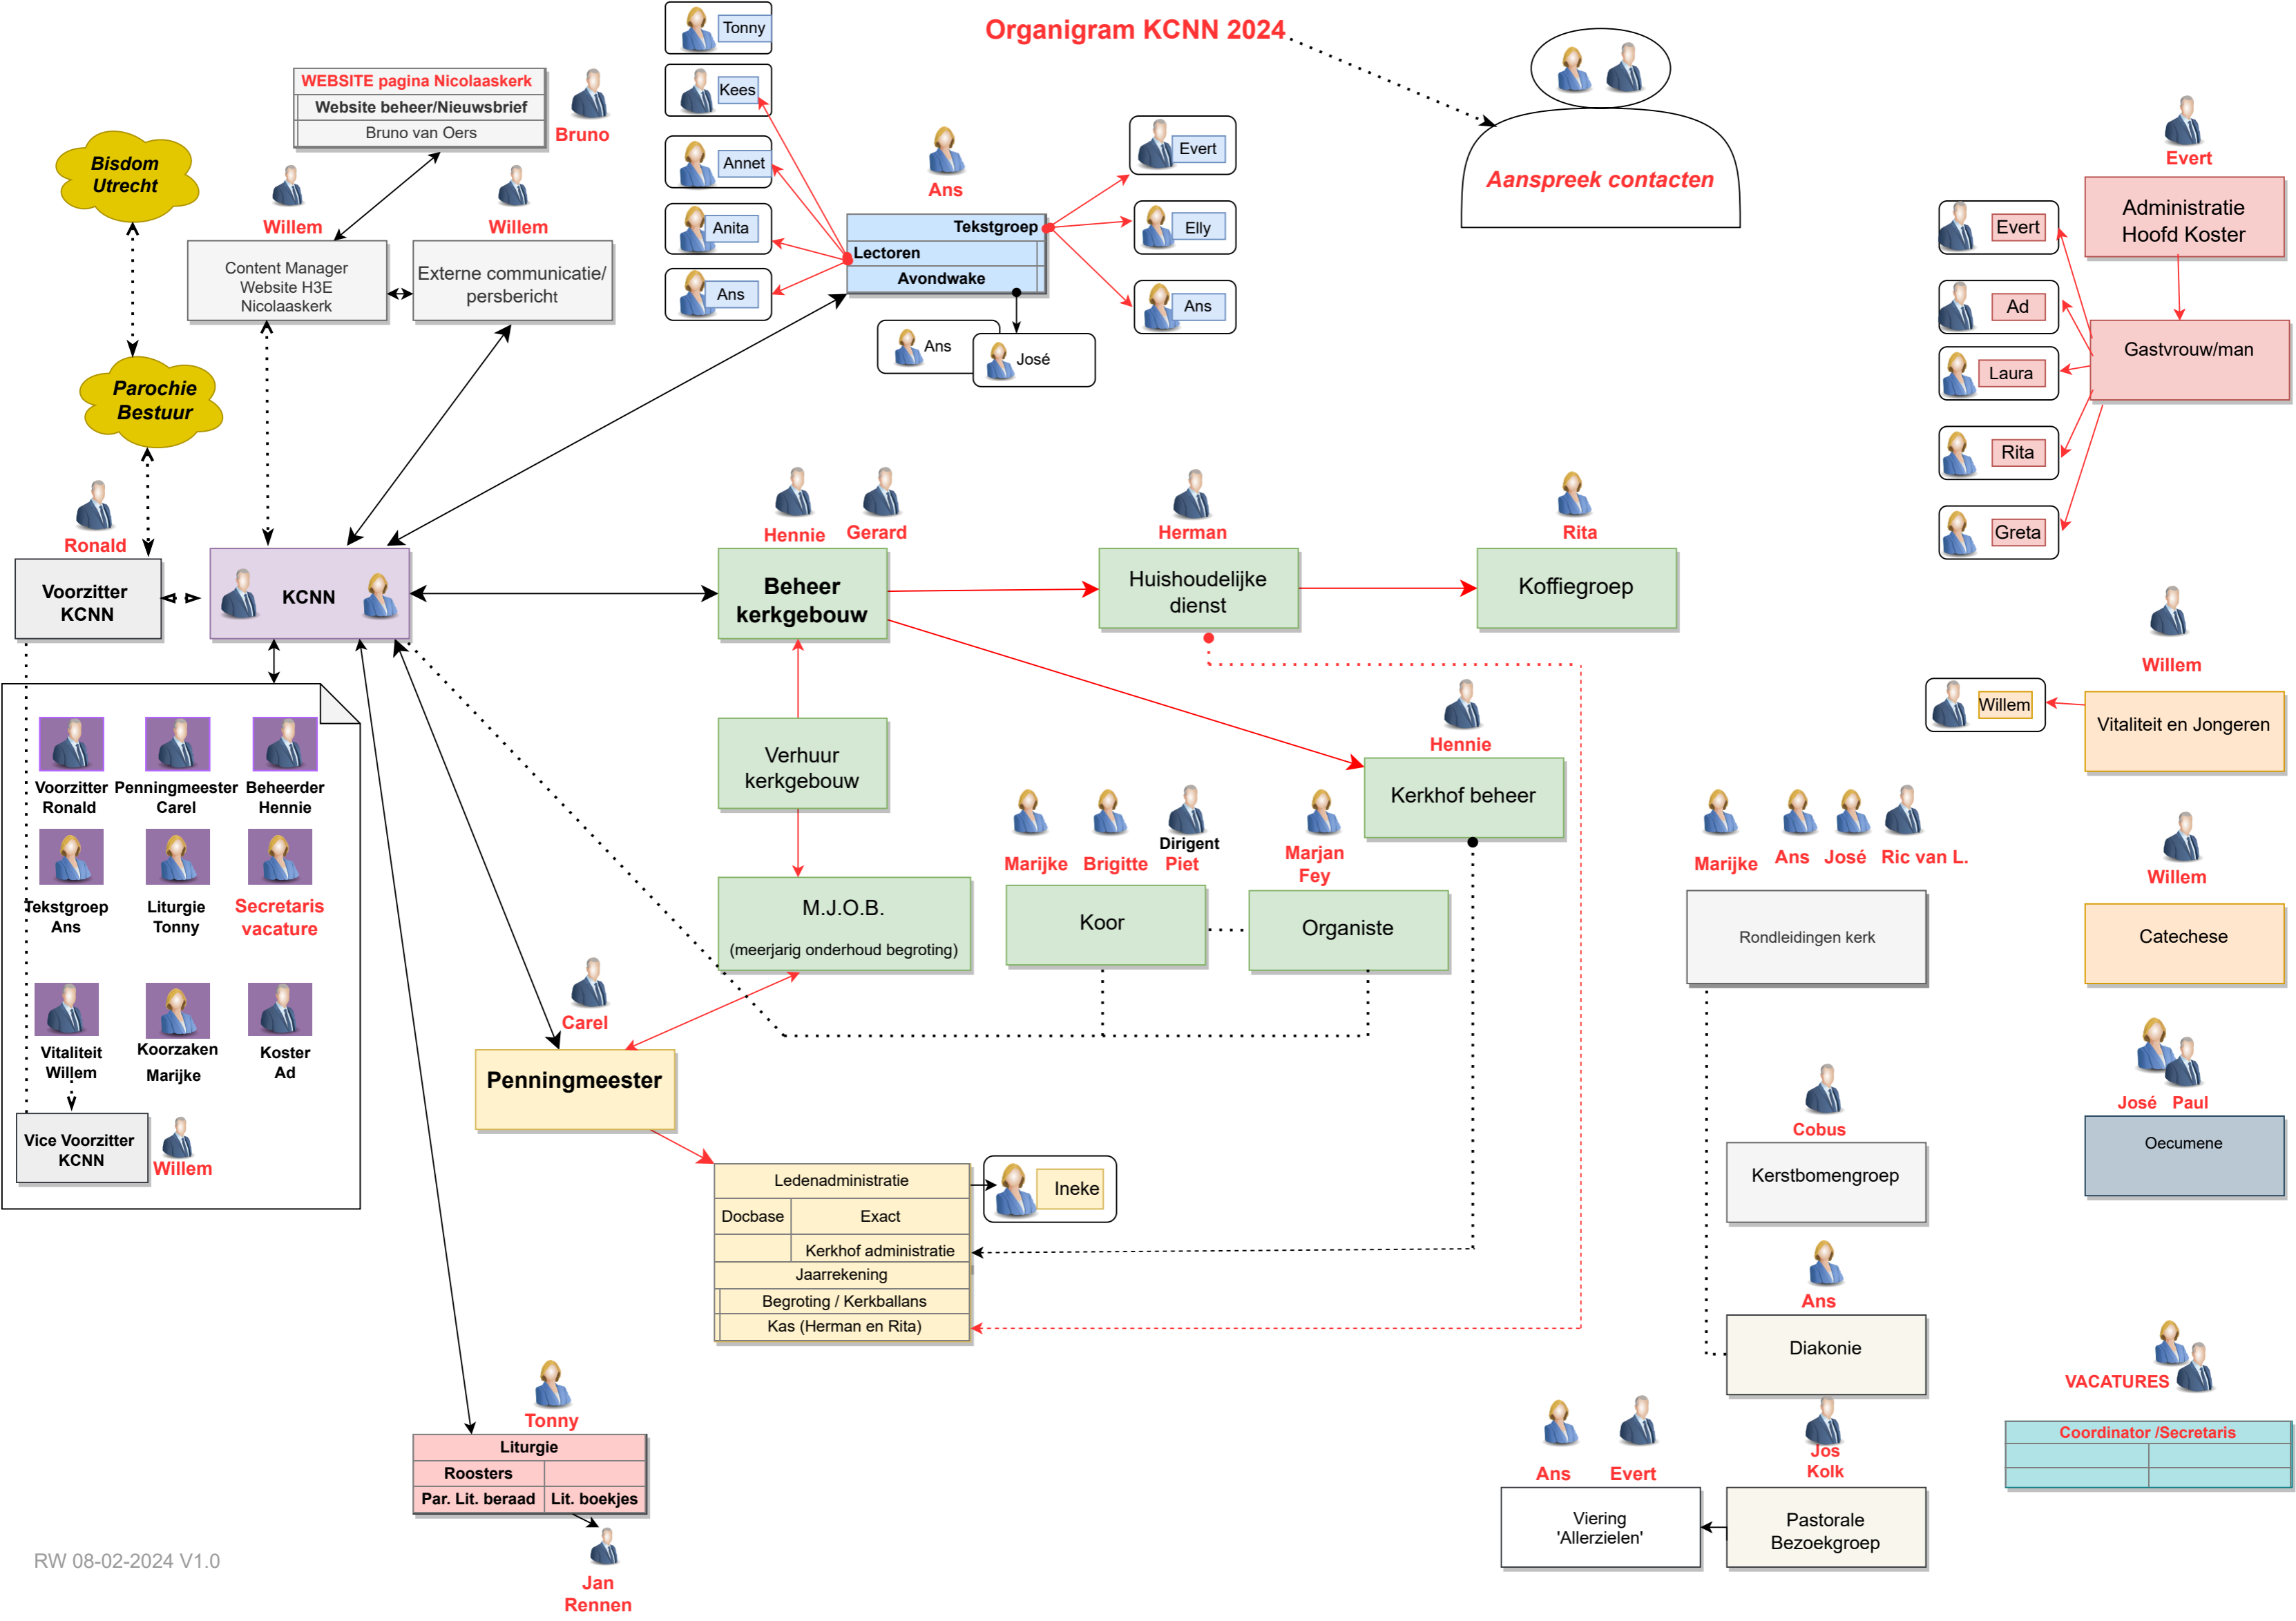 Organigram KCNN 2024
Aanspreek contacten
WEBSITE pagina Nicolaaskerk
Website beheer/Nieuwsbrief
Bruno van Oers
Bruno
Bisdom
Utrecht
Parochie
Bestuur
Willem
Content Manager
Website H3E
Nicolaaskerk
Willem
Externe communicatie/
persbericht
Tonny
Kees
Annet
Anita
Ans
Ans
Tekstgroep
Lectoren
Avondwake
Ans
José
Evert
Elly
Ans
Evert
Administratie
Hoofd Koster
Gastvrouw/man
Evert
Ad
Laura
Rita
Greta
Ronald
Voorzitter
KCNN
KCNN
Hennie
Gerard
Beheer
kerkgebouw
Herman
Huishoudelijke
dienst
Rita
Koffiegroep
Verhuur
kerkgebouw
M.J.O.B.
(meerjarig onderhoud begroting)
Hennie
Kerkhof beheer
Marijke
Brigitte
Dirigent
Piet
Koor
Marjan
Fey
Organiste
Voorzitter
Ronald
Penningmeester
Carel
Beheerder
Hennie
Tekstgroep
Ans
Liturgie
Tonny
Secretaris
vacature
Vitaliteit
Willem
Koorzaken
Marijke
Koster
Ad
Vice Voorzitter
KCNN
Willem
Carel
Penningmeester
Ledenadministratie
Docbase
Exact
Kerkhof administratie
Jaarrekening
Begroting / Kerkballans
Kas (Herman en Rita)
Ineke
Tonny
Liturgie
Roosters
Par. Lit. beraad
Lit. boekjes
Jan
Rennen
Willem
Willem
Vitaliteit en Jongeren
Willem
Catechese
José
Paul
Oecumene
Marijke
Ans
José
Ric van L.
Rondleidingen kerk
Cobus
Kerstbomengroep
Ans
Diakonie
Jos
Kolk
Pastorale
Bezoekgroep
Ans
Evert
Viering
'Allerzielen'
VACATURES
Coordinator /Secretaris
RW 08-02-2024 V1.0